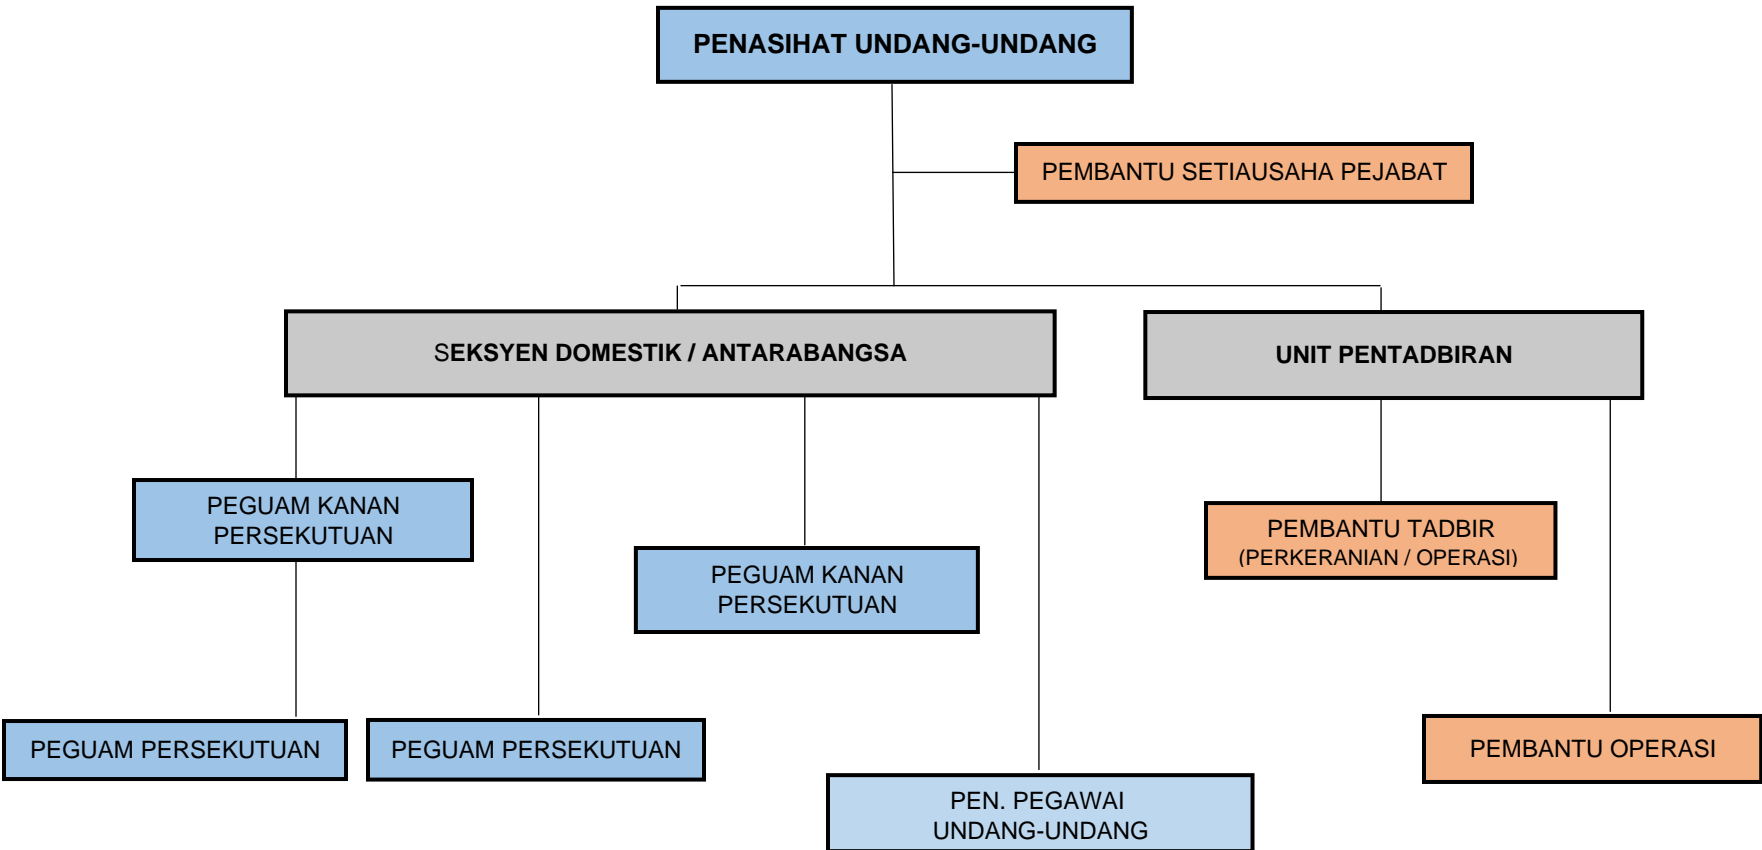 PENASIHAT UNDANG-UNDANG
PEMBANTU SETIAUSAHA PEJABAT
SEKSYEN DOMESTIK / ANTARABANGSA
UNIT PENTADBIRAN
PEGUAM KANAN
PERSEKUTUAN
PEGUAM KANAN
PERSEKUTUAN
PEMBANTU TADBIR
(PERKERANIAN / OPERASI)
PEGUAM PERSEKUTUAN
PEGUAM PERSEKUTUAN
PEMBANTU OPERASI
PEN. PEGAWAI
UNDANG-UNDANG